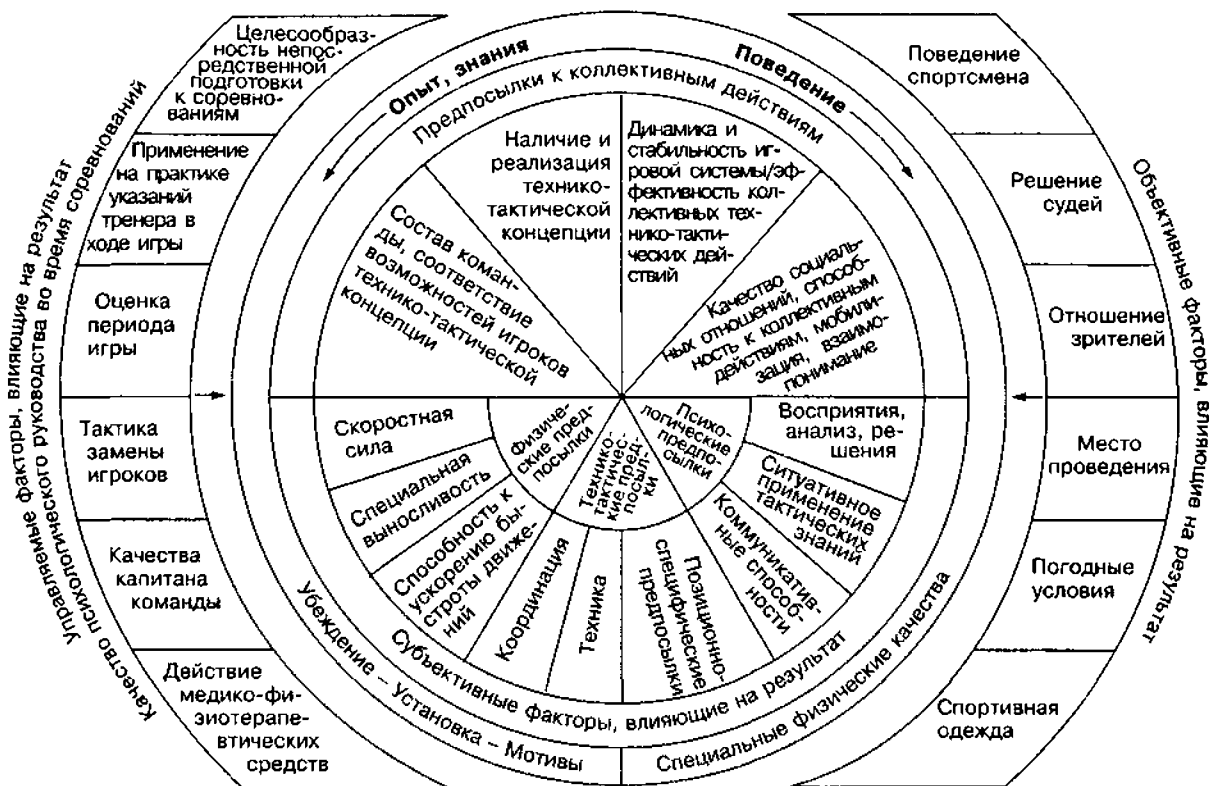 Целесообраз-
ность непос-
редственной
подготовки
к соревно-
ваниям
Применение
на практике
указаний
тренера в
ходе игры
Оценка
периода
игры
Тактика
замены
игроков
Качества
капитана
команды
Действие
медико-фи-
зиотерапе-
втических
средств
Управляемые факторы, влияющие на результат
Качество психологического руководства во время соревнований
Опыт, знания
Поведение
Предпосылки к коллективным действиям
Состав коман-
ды, соответствие
возможностей игроков
технико-тактической
концепции
Наличие и
реализация
технико-
тактической
концепции
Динамика и
стабильность иг-
ровой системы/эф-
фективность кол-
лективных тех-
нико-такти-
ческих дей-
ствий
Качество социаль-
ных отношений, способ-
ность к коллективным
действиям, мобили-
зация, взаимо-
понимание
Физиче-
ские пред-
посылки
Технико-
тактичес-
кие пред-
посыл-
ки
Психо-
логические
предпо-
сылки
Скоростная
сила
Специальная
выносливость
Способность к
ускорению бы-
строты движе-
ний
Координация
Техника
Позиционно-
специфические
предпосылки
Коммуникатив-
ные способ-
ности
Ситуативное
применение
тактических
знаний
Восприятия,
анализ, ре-
шения
Субъективные факторы, влияющие на результат
Убеждение – Установка – Мотивы
Специальные физические качества
Поведение
спортсмена
Решение
судей
Отношение
зрителей
Место
проведения
Погодные
условия
Спортивная
одежда
Объективные факторы, влияющие на результат